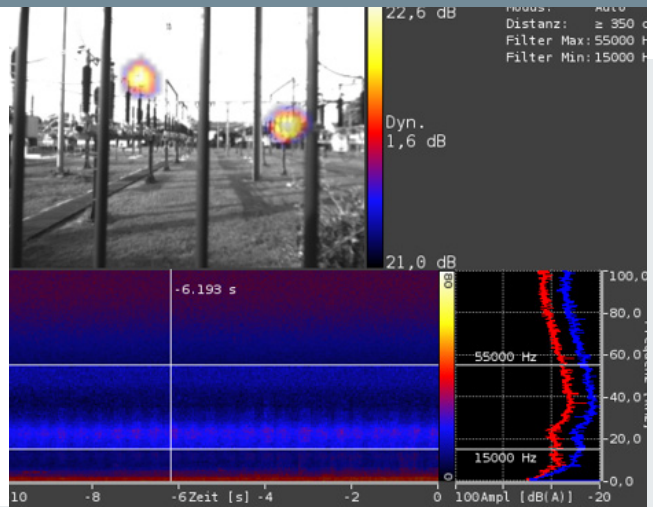 22,6 dB
Modus: Auto
Distanz: ≥ 350 c
Filter Max: 55000 H
Filter Min: 15000 H
Dyn.
1,6 dB
21,0 dB
-6.193 s
80
0
55000 Hz
15000 Hz
100,0
-80,0
-60,0
-40,0
-20,0
-0,0
10 -8 -6 Zeit [s] -4 -2 0
100 Ampl [dB(A)] -20